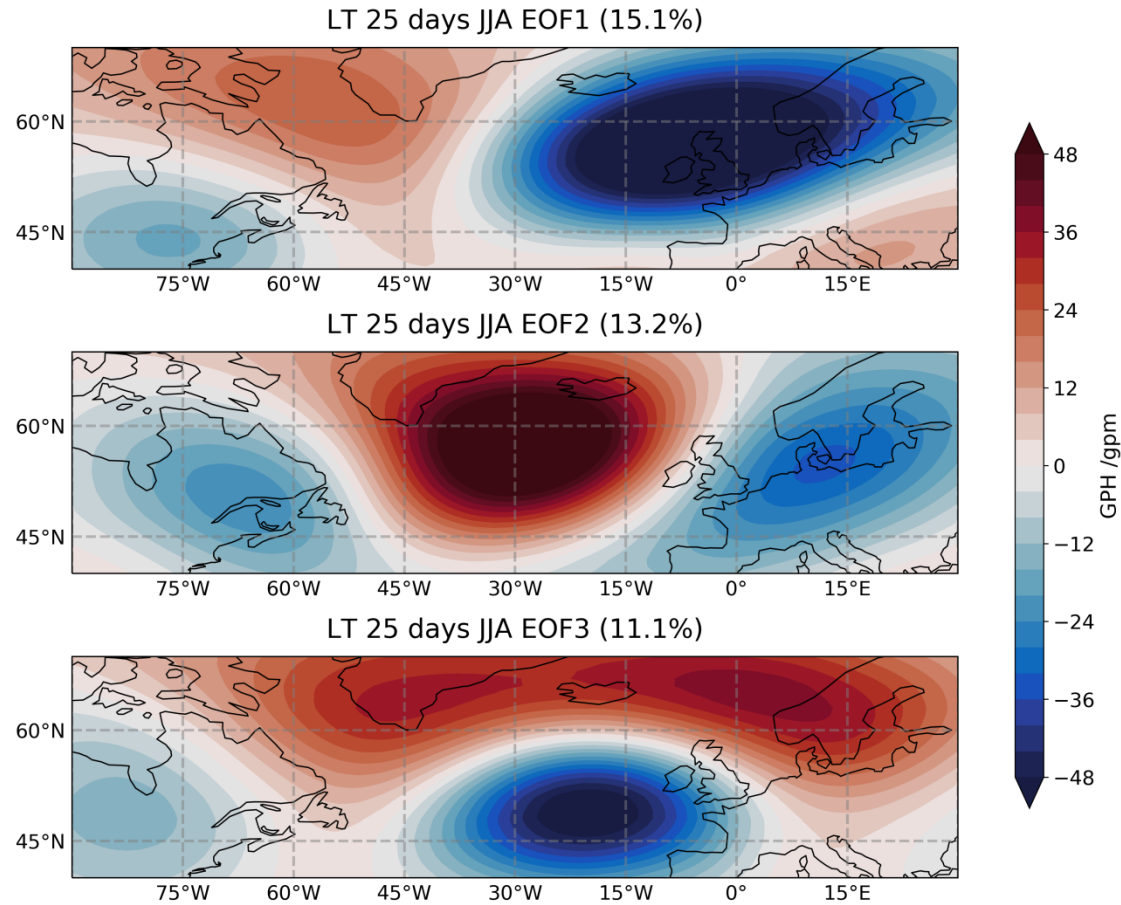 LT 25 days JJA EOF1 (15.1%)
60°N
45°N
75°W 60°W 45°W 30°W 15°W 0° 15°E
LT 25 days JJA EOF2 (13.2%)
60°N
45°N
75°W 60°W 45°W 30°W 15°W 0° 15°E
LT 25 days JJA EOF3 (11.1%)
60°N
45°N
75°W 60°W 45°W 30°W 15°W 0° 15°E
48
36
24
12
0
−12
−24
−36
−48
GPH /gpm